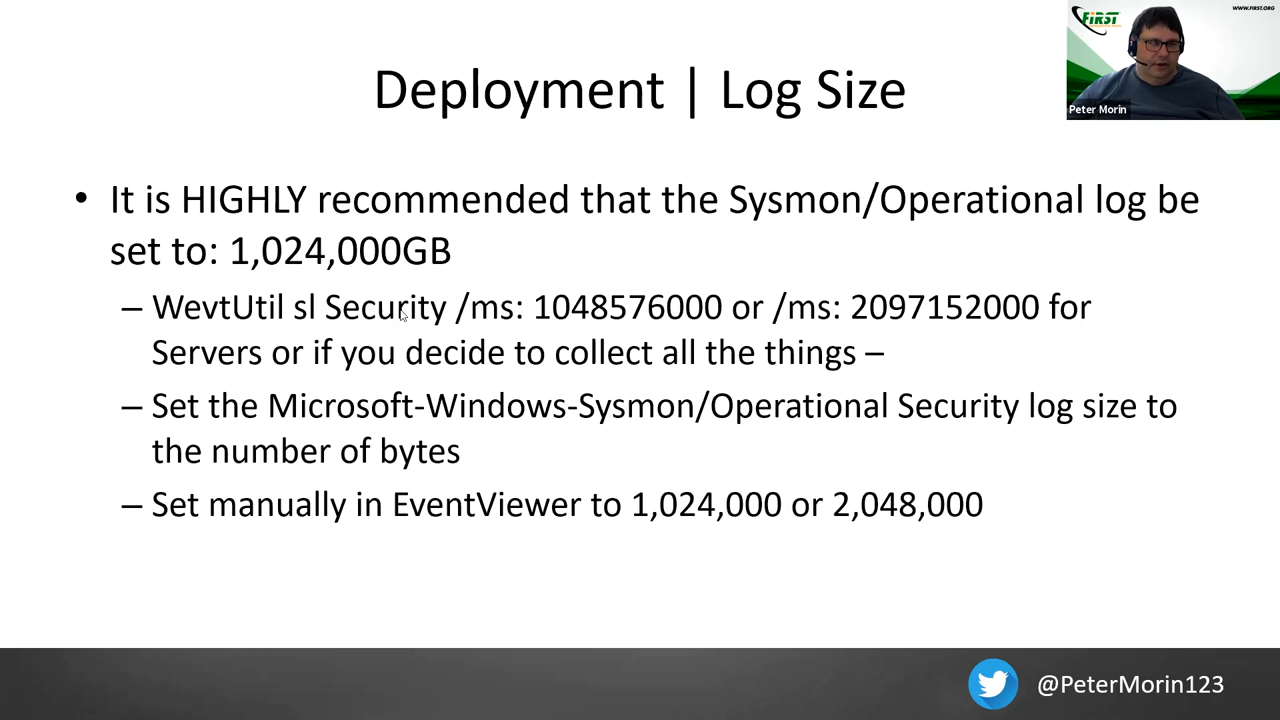 WWW.FIRST.ORG
FIRST
Peter Morin
Deployment | Log Size
• It is HIGHLY recommended that the Sysmon/Operational log be
set to: 1,024,000GB
– WevtUtil sl Security /ms: 1048576000 or /ms: 2097152000 for
Servers or if you decide to collect all the things –
– Set the Microsoft-Windows-Sysmon/Operational Security log size to
the number of bytes
– Set manually in EventViewer to 1,024,000 or 2,048,000
@PeterMorin123